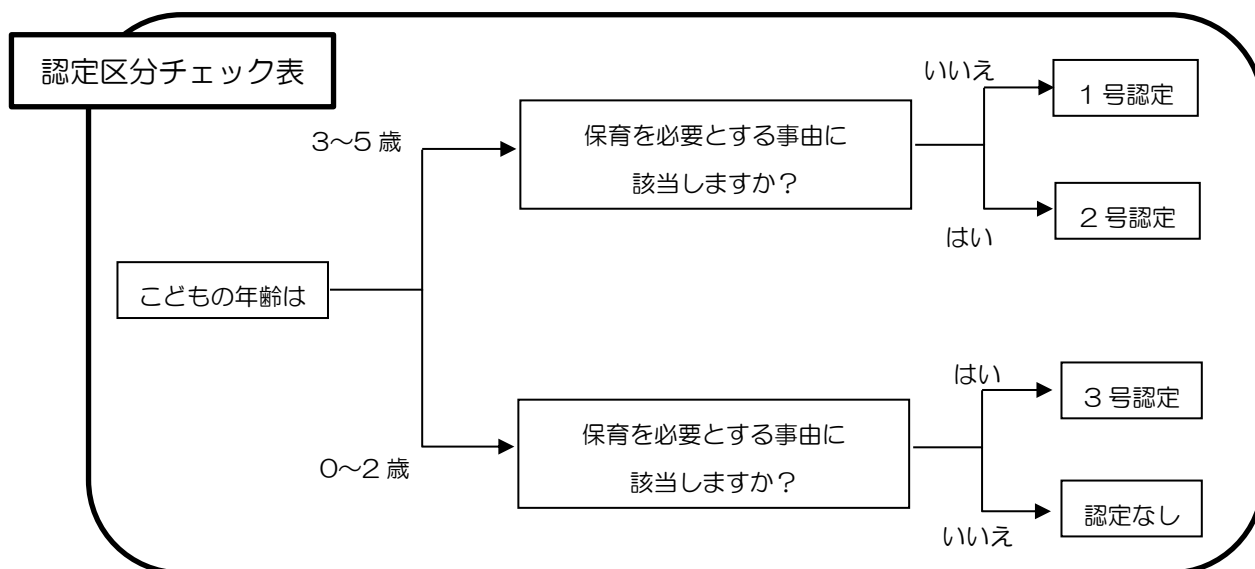 認定区分チェック表
こどもの年齢は
3～5歳
保育を必要とする事由に
該当しますか？
いいえ
1号認定
はい
2号認定
0～2歳
保育を必要とする事由に
該当しますか？
はい
3号認定
いいえ
認定なし